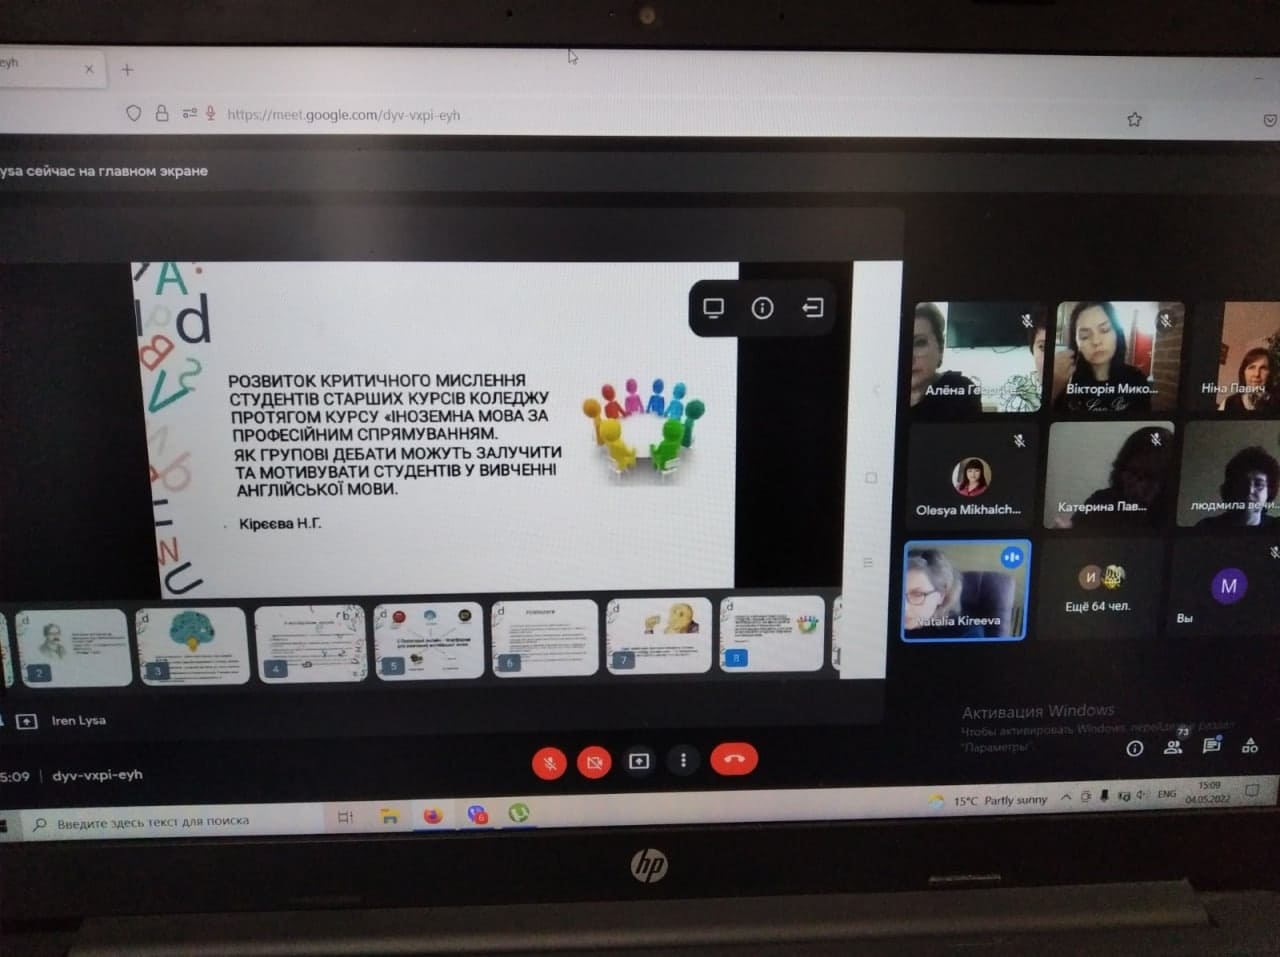 eyh
https://meet.google.com/dyv-vxpi-eyh
ysa сейчас на главном экране
A
d
B
РОЗВИТОК КРИТИЧНОГО МИСЛЕННЯ
СТУДЕНТІВ СТАРШИХ КУРСІВ КОЛЕДЖУ
ПРОТЯГОМ КУРСУ «ІНОЗЕМНА МОВА ЗА
ПРОФЕСІЙНИМ СПРЯМУВАННЯМ.
ЯК ГРУПОВІ ДЕБАТИ МОЖУТЬ ЗАЛУЧИТИ
ТА МОТИВУВАТИ СТУДЕНТІВ У ВИВЧЕННІ
АНГЛІЙСЬКОЇ МОВИ.
Кірєєва Н.Г.
Алёна
Вікторія Мико...
Ніна Павич
Olesya Mikhalch...
Катерина Пав...
людмила
Natalia Kireeva
И
Ещё 64 чел.
М
Вы
2
3
4
5
6
7
8
Iren Lysa
5:09 | dyv-vxpi-eyh
Активация Windows
Чтобы активировать Windows, перейдите в раздел
"Параметры".
73
Введите здесь текст для поиска
6
15°C Partly sunny
ENG
15:09
04.05.2022
hp